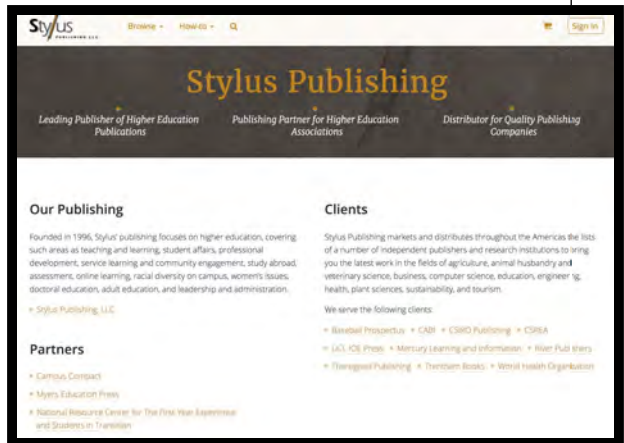 Stylus
PUBLISHING, LLC
Browse
How do
Sign In
Stylus Publishing
Leading Publisher of Higher Education
Publications
Publishing Partner for Higher Education
Associations
Distributor for Quality Publishing
Companies
Our Publishing
Founded in 1996, Stylus' publishing focuses on higher education, covering
such areas as teaching and learning, student affairs, professional
development, service learning and community engagement, study abroad,
assessment, online learning, racial diversity on campus, women's issues,
doctoral education, adult education, and leadership and administration.
Stylus Publishing, LLC
Partners
Campus Compact
Myers Education Press
National Resource Center for The First Year Experience
and Students in Transition
Clients
Stylus Publishing markets and distributes throughout the Americas the lists
of a number of independent publishers and research institutions to bring
you the latest work in the fields of agriculture, animal husbandry and
veterinary science, business, computer science, education, engineering,
health, plant sciences, sustainability, and tourism.
We serve the following clients:
Baseball Prospectus • CABI • CSIRO Publishing • CSREA
UCL IOE Press • Mercury Learning and Information • River Publishers
Thorogood Publishing • Trentham Books • World Health Organization